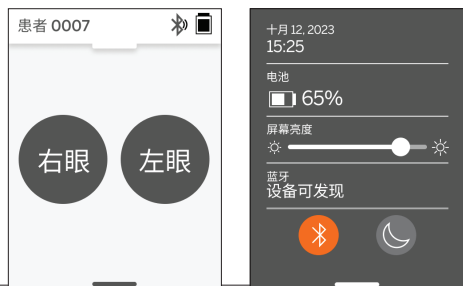 患者 0007
右眼
左眼
十月 12, 2023
15:25
电池
65%
屏幕亮度
蓝牙
设备可发现